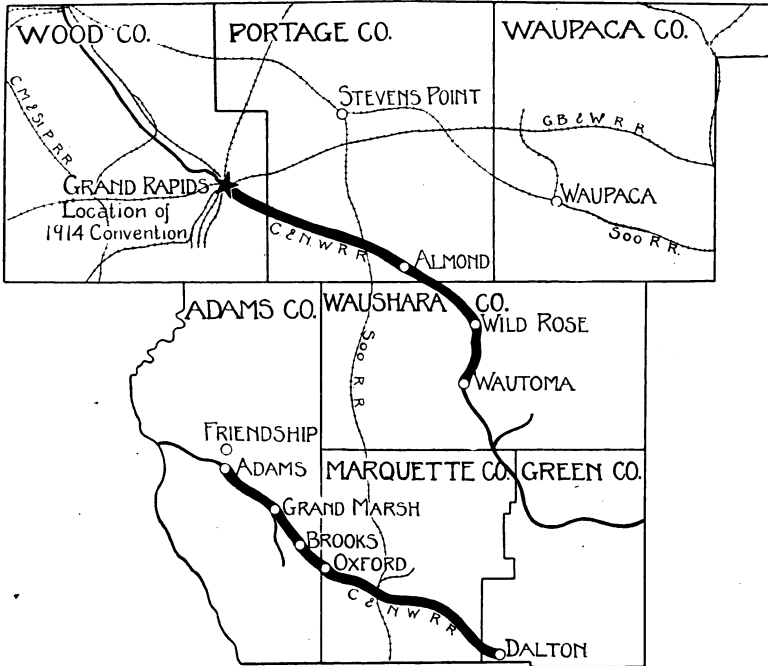 WOOD CO.
PORTAGE CO.
WAUPACA CO.
C.M & St P. R R
STEVENS POINT
G.B & W R R
GRAND RAPIDS
Location of
1914 Convention
WAUPACA
SOO R R.
C & N. W R R
ALMOND
ADAMS CO.
WAUSHARA CO.
WILD ROSE
SOO R R
WAUTOMA
FRIENDSHIP
ADAMS
MARQUETTE CO.
GREEN CO.
GRAND MARSH
BROOKS
OXFORD
C & N W R R
DALTON